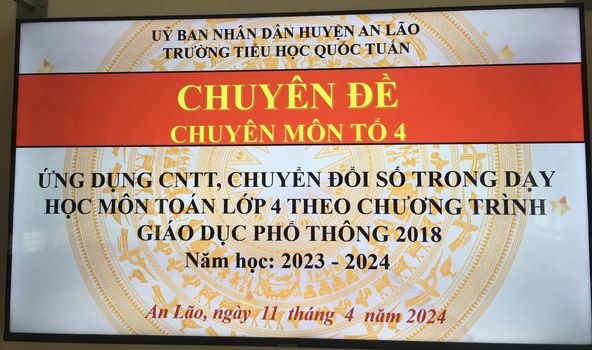 UỶ BAN NHÂN DÂN HUYỆN AN LÃO
TRƯỜNG TIỂU HỌC QUỐC TUẤN
CHUYÊN ĐỀ
CHUYÊN MÔN TỔ 4
ỨNG DỤNG CNTT, CHUYỂN ĐỔI SỐ TRONG DẠY
HỌC MÔN TOÁN LỚP 4 THEO CHƯƠNG TRÌNH
GIÁO DỤC PHỔ THÔNG 2018
Năm học: 2023 - 2024
An Lão, ngày 11 tháng 4 năm 2024